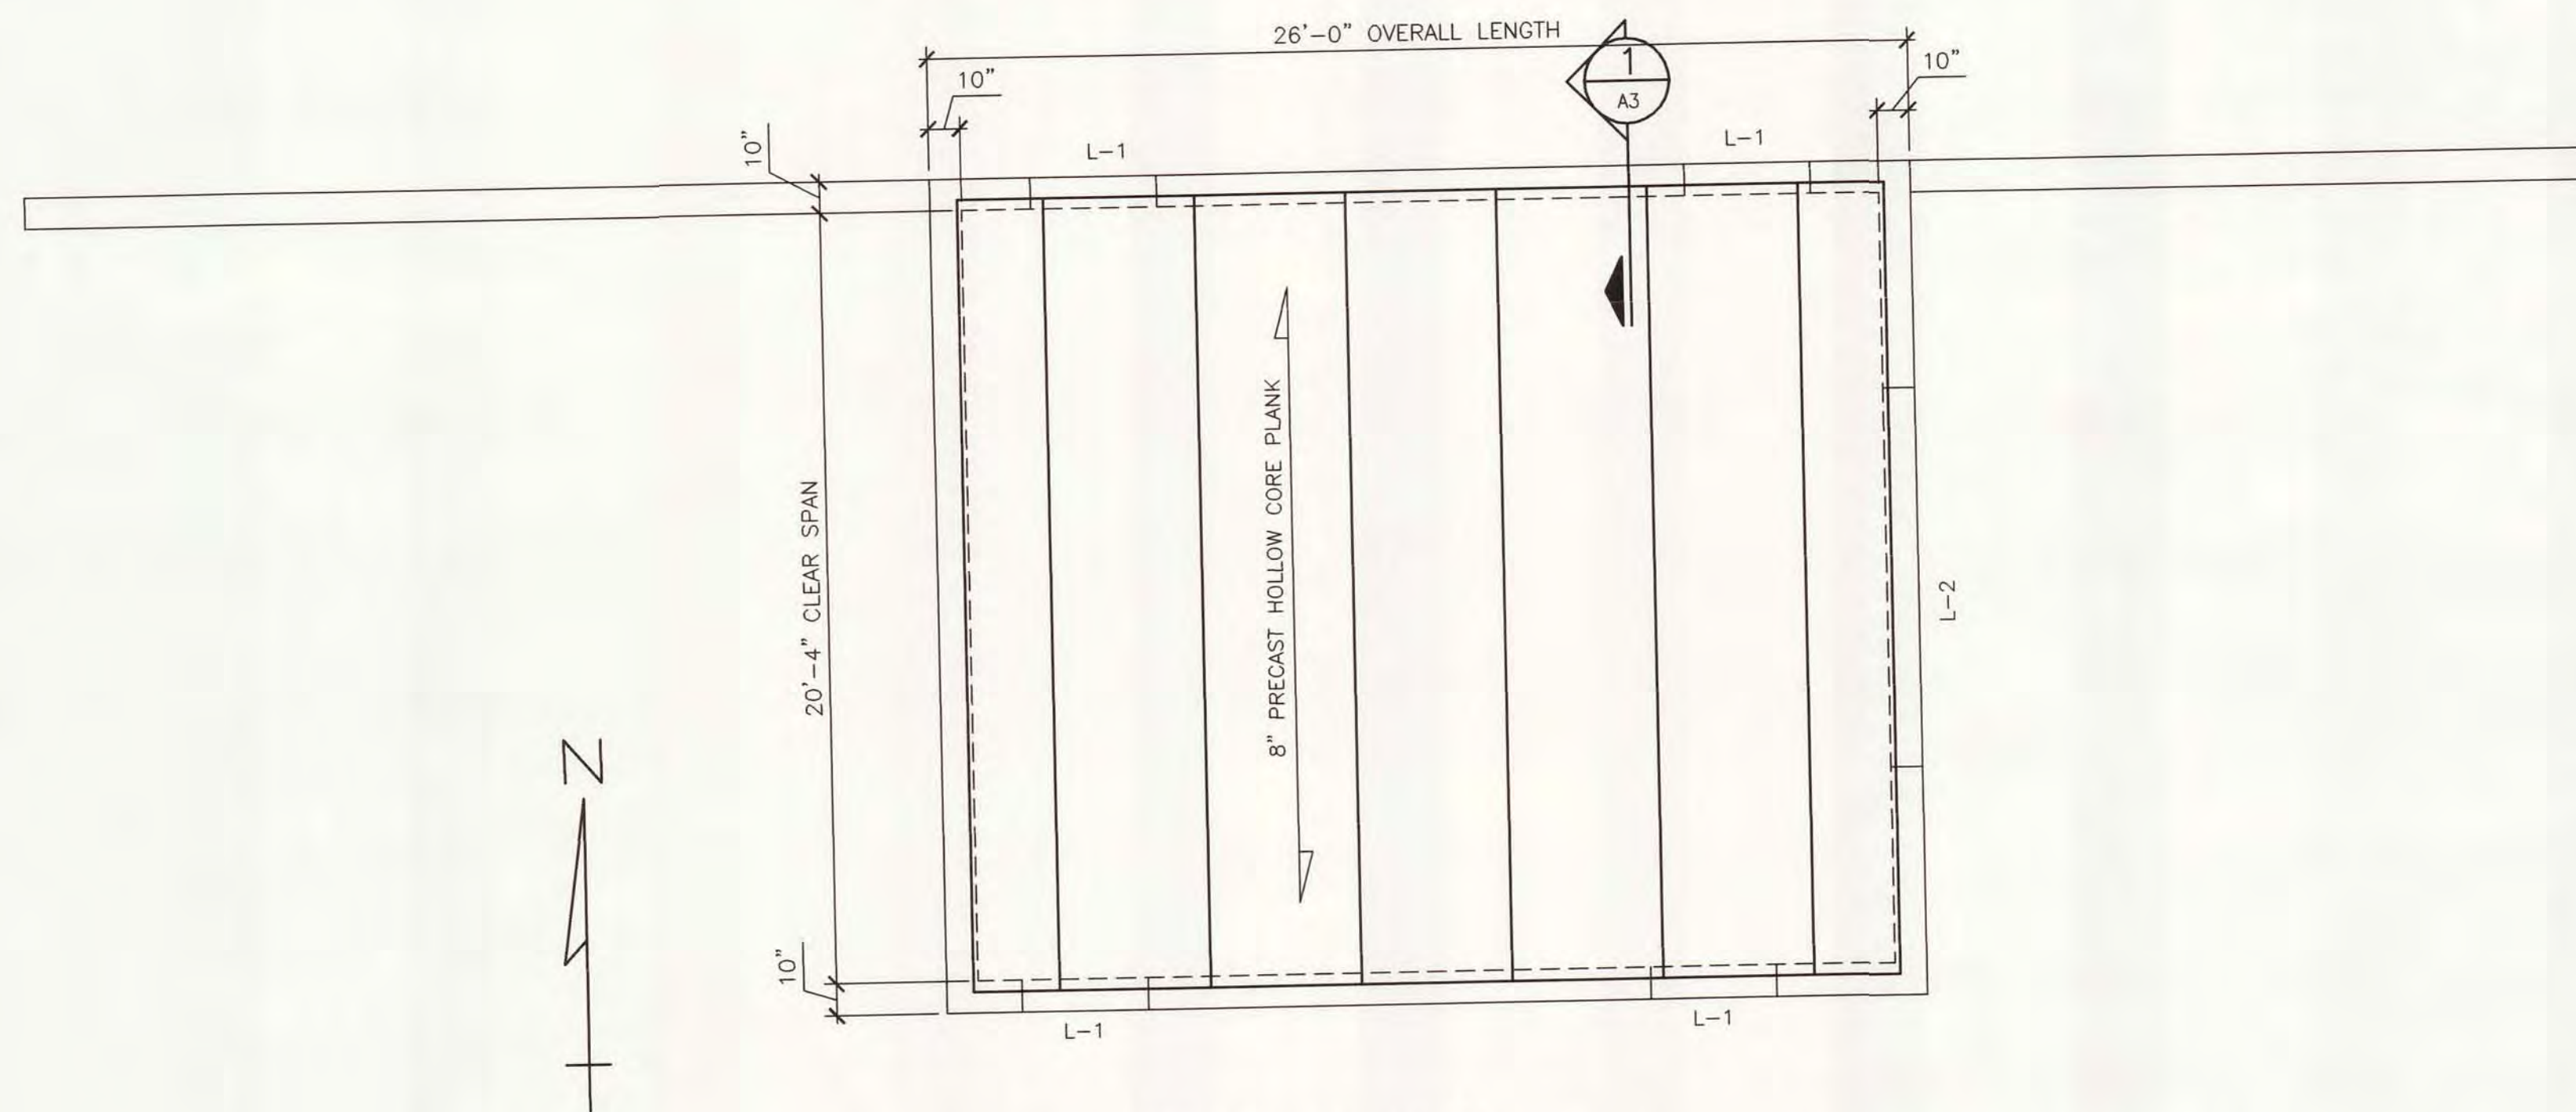 26'-0" OVERALL LENGTH
1
A3
10"
10"
10"
L-1
L-1
20'-4" CLEAR SPAN
8" PRECAST HOLLOW CORE PLANK
L-2
N
10"
L-1
L-1